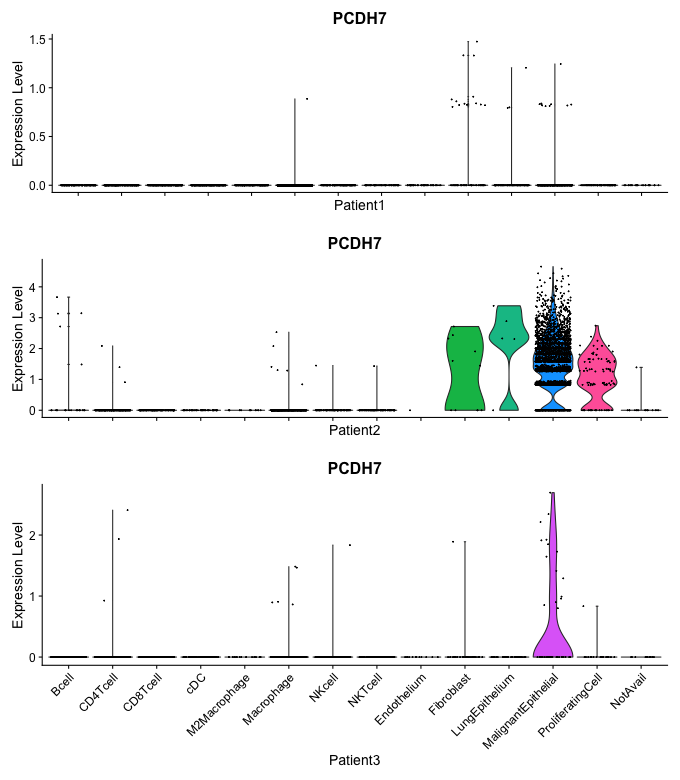 PCDH7
Expression Level
1.5
1.0
0.5
0.0
Patient1
PCDH7
Expression Level
4
3
2
1
0
Patient2
PCDH7
Expression Level
2
1
0
Bcell
CD4Tcell
CD8Tcell
cDC
M2Macrophage
Macrophage
NKcell
NKTcell
Endothelium
Fibroblast
LungEpithelium
MalignantEpithelial
ProliferatingCell
NotAvail
Patient3